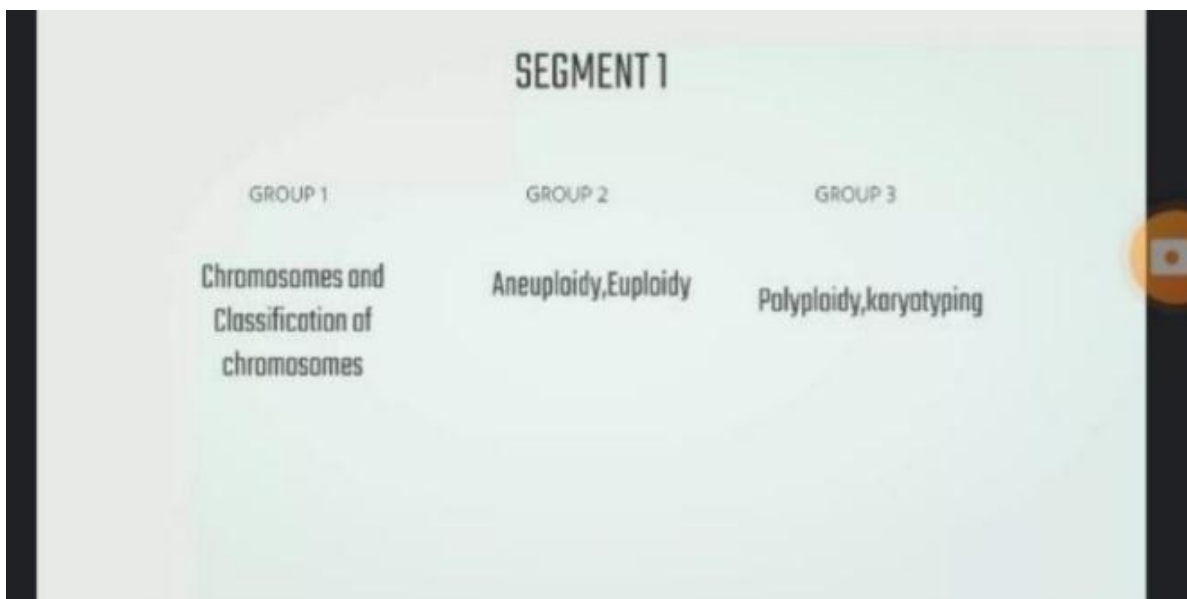 SEGMENT 1
GROUP 1
Chromosomes and
Classification of
chromosomes
GROUP 2
Aneuploidy,Euploidy
GROUP 3
Polyploidy,karyotyping